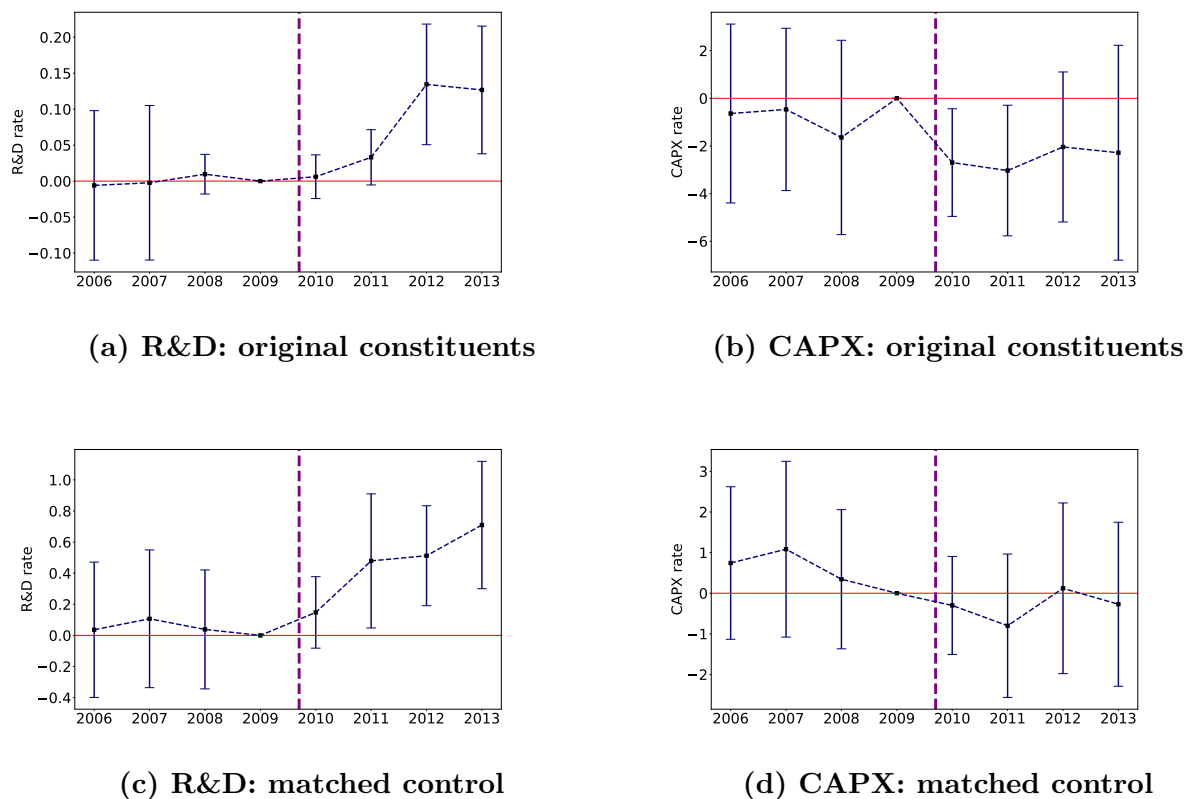 0.20
0.15
0.10
0.05
0.00
−0.05
−0.10
R&D rate
2006 2007 2008 2009 2010 2011 2012 2013
(a) R&D: original constituents
2
0
−2
−4
−6
CAPX rate
2006 2007 2008 2009 2010 2011 2012 2013
(b) CAPX: original constituents
1.0
0.8
0.6
0.4
0.2
0.0
−0.2
−0.4
R&D rate
2006 2007 2008 2009 2010 2011 2012 2013
(c) R&D: matched control
3
2
1
0
−1
−2
CAPX rate
2006 2007 2008 2009 2010 2011 2012 2013
(d) CAPX: matched control